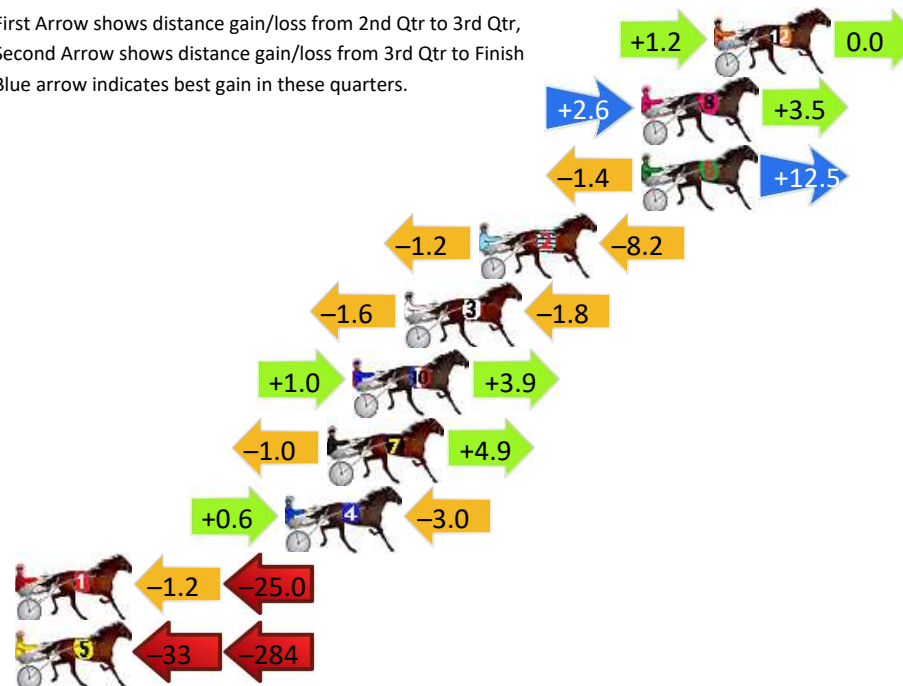 First Arrow shows distance gain/loss from 2nd Qtr to 3rd Qtr,
Second Arrow shows distance gain/loss from 3rd Qtr to Finish
Blue arrow indicates best gain in these quarters.
+1.2 12 0.0
+2.6 8 +3.5
–1.4 +12.5
–1.2 2 –8.2
–1.6 3 –1.8
+1.0 10 +3.9
–1.0 7 +4.9
+0.6 4 –3.0
1 –1.2 –25.0
5 –33 –284